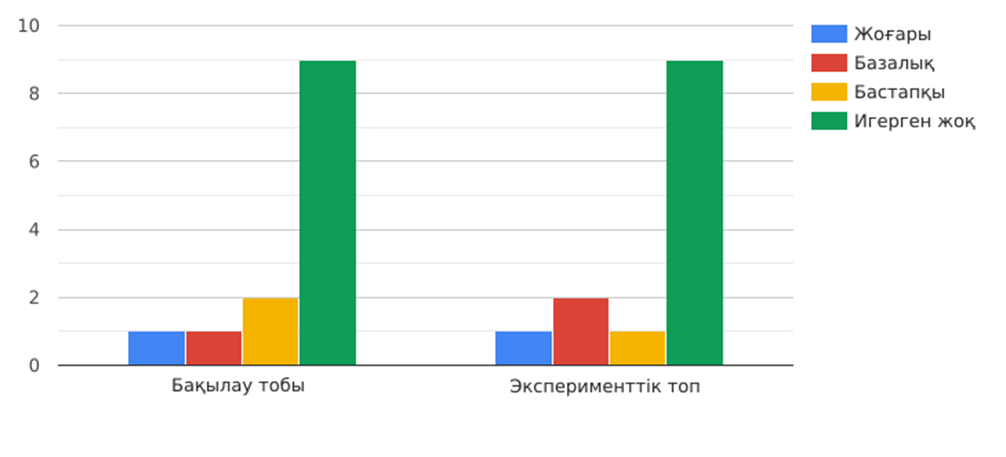 10
8
6
4
2
0
Бақылау тобы
Эксперименттік топ
Жоғары
Базалық
Бастапқы
Игерген жоқ